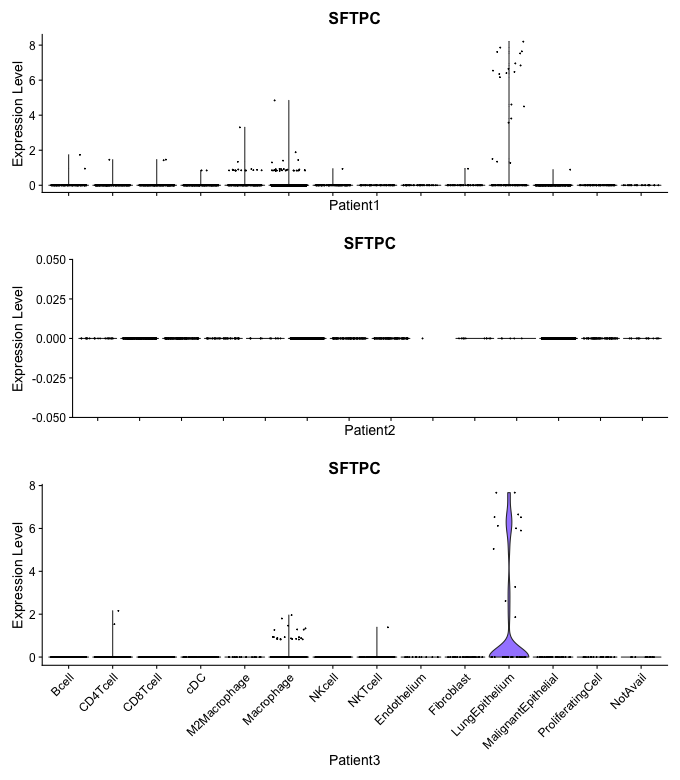 SFTPC
Expression Level
8
6
4
2
0
Patient1
SFTPC
Expression Level
0.050
0.025
0.000
-0.025
-0.050
Patient2
SFTPC
Expression Level
8
6
4
2
0
Bcell
CD4Tcell
CD8Tcell
cDC
M2Macrophage
Macrophage
NKcell
NKTcell
Endothelium
Fibroblast
LungEpithelium
MalignantEpithelial
ProliferatingCell
NotAvail
Patient3